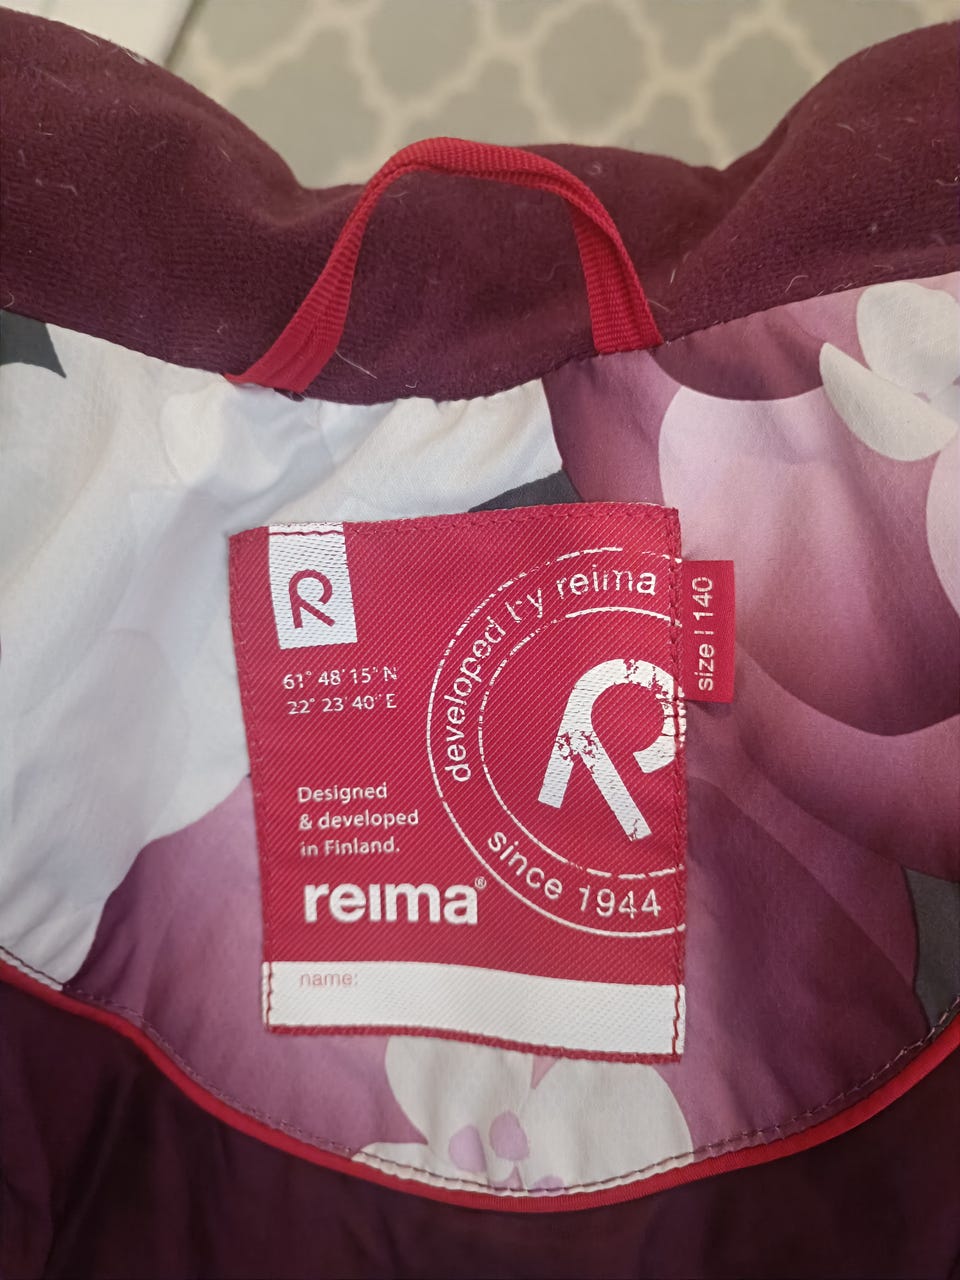 R
61° 48' 15" N
22° 23' 40" E
Designed
& developed
in Finland.
reima®
developed by reima
R
since 1944
size | 140
name: